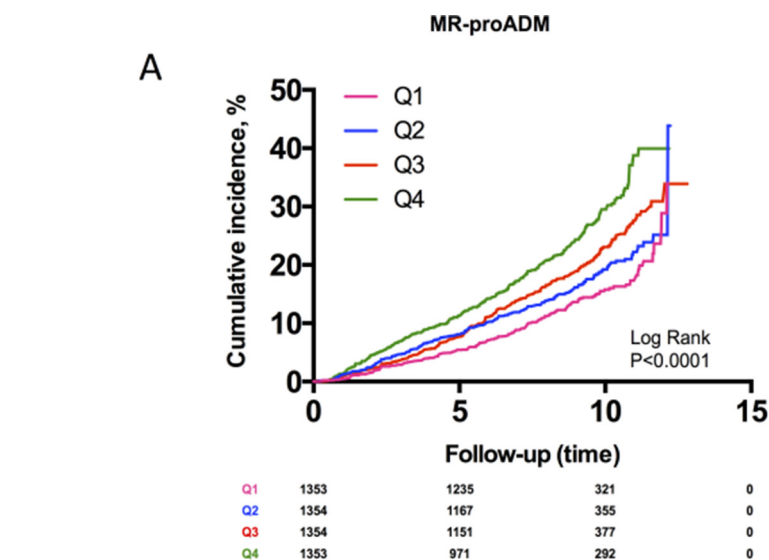 MR-proADM
A
Cumulative incidence, %
50
40
30
20
10
0
Q1
Q2
Q3
Q4
Log Rank
P<0.0001
0 5 10 15
Follow-up (time)
Q1 1353 1235 321 0
Q2 1354 1167 355 0
Q3 1354 1151 377 0
Q4 1353 971 292 0